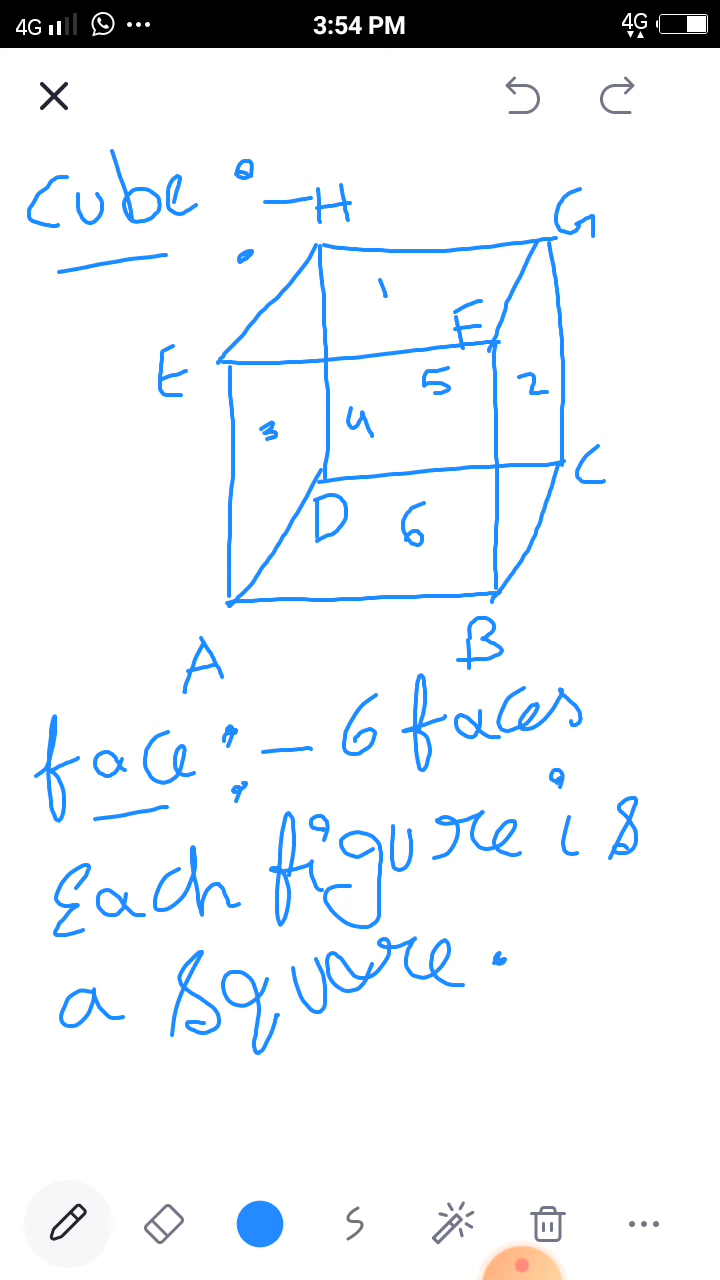 4G 3:54 PM 4G
cube :- H
G
1
E F
5 2
3 4
C
D 6
B
A
face :- 6 faces
Each figure is
a square.